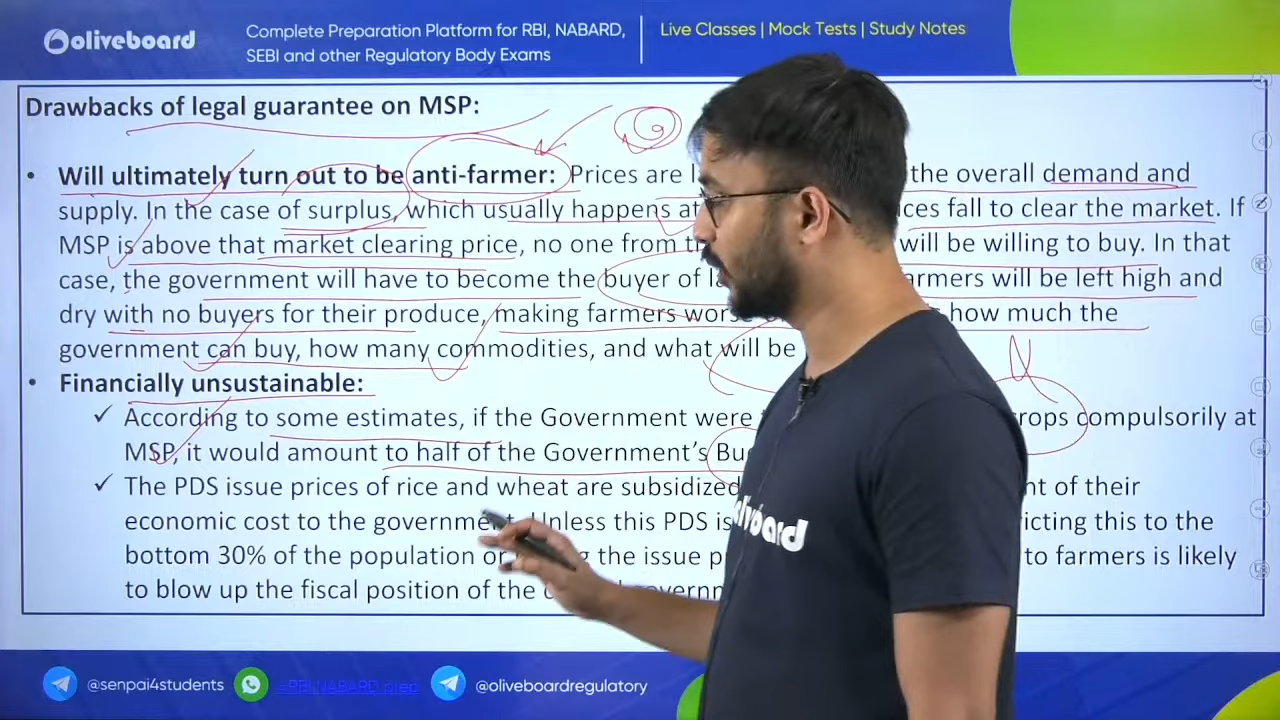 oliveboard
Complete Preparation Platform for RBI, NABARD,
SEBI and other Regulatory Body Exams
Live Classes | Mock Tests | Study Notes
Drawbacks of legal guarantee on MSP:
• Will ultimately turn out to be anti-farmer: Prices are the overall demand and
supply. In the case of surplus, which usually happens at fall to clear the market. If
MSP is above that market clearing price, no one from will be willing to buy. In that
case, the government will have to become the buyer of will be left high and
dry with no buyers for their produce, making farmers how much the
government can buy, how many commodities, and what will be
• Financially unsustainable:
✓ According to some estimates, if the Government were compulsorily at
MSP, it would amount to half of the Government's
✓ The PDS issue prices of rice and wheat are subsidized of their
economic cost to the government. Unless this PDS is this to the
bottom 30% of the population the issue to farmers is likely
to blow up the fiscal position of the
oliveboard
@senpai4students
@RBI,NABARD prep
@oliveboardregulatory